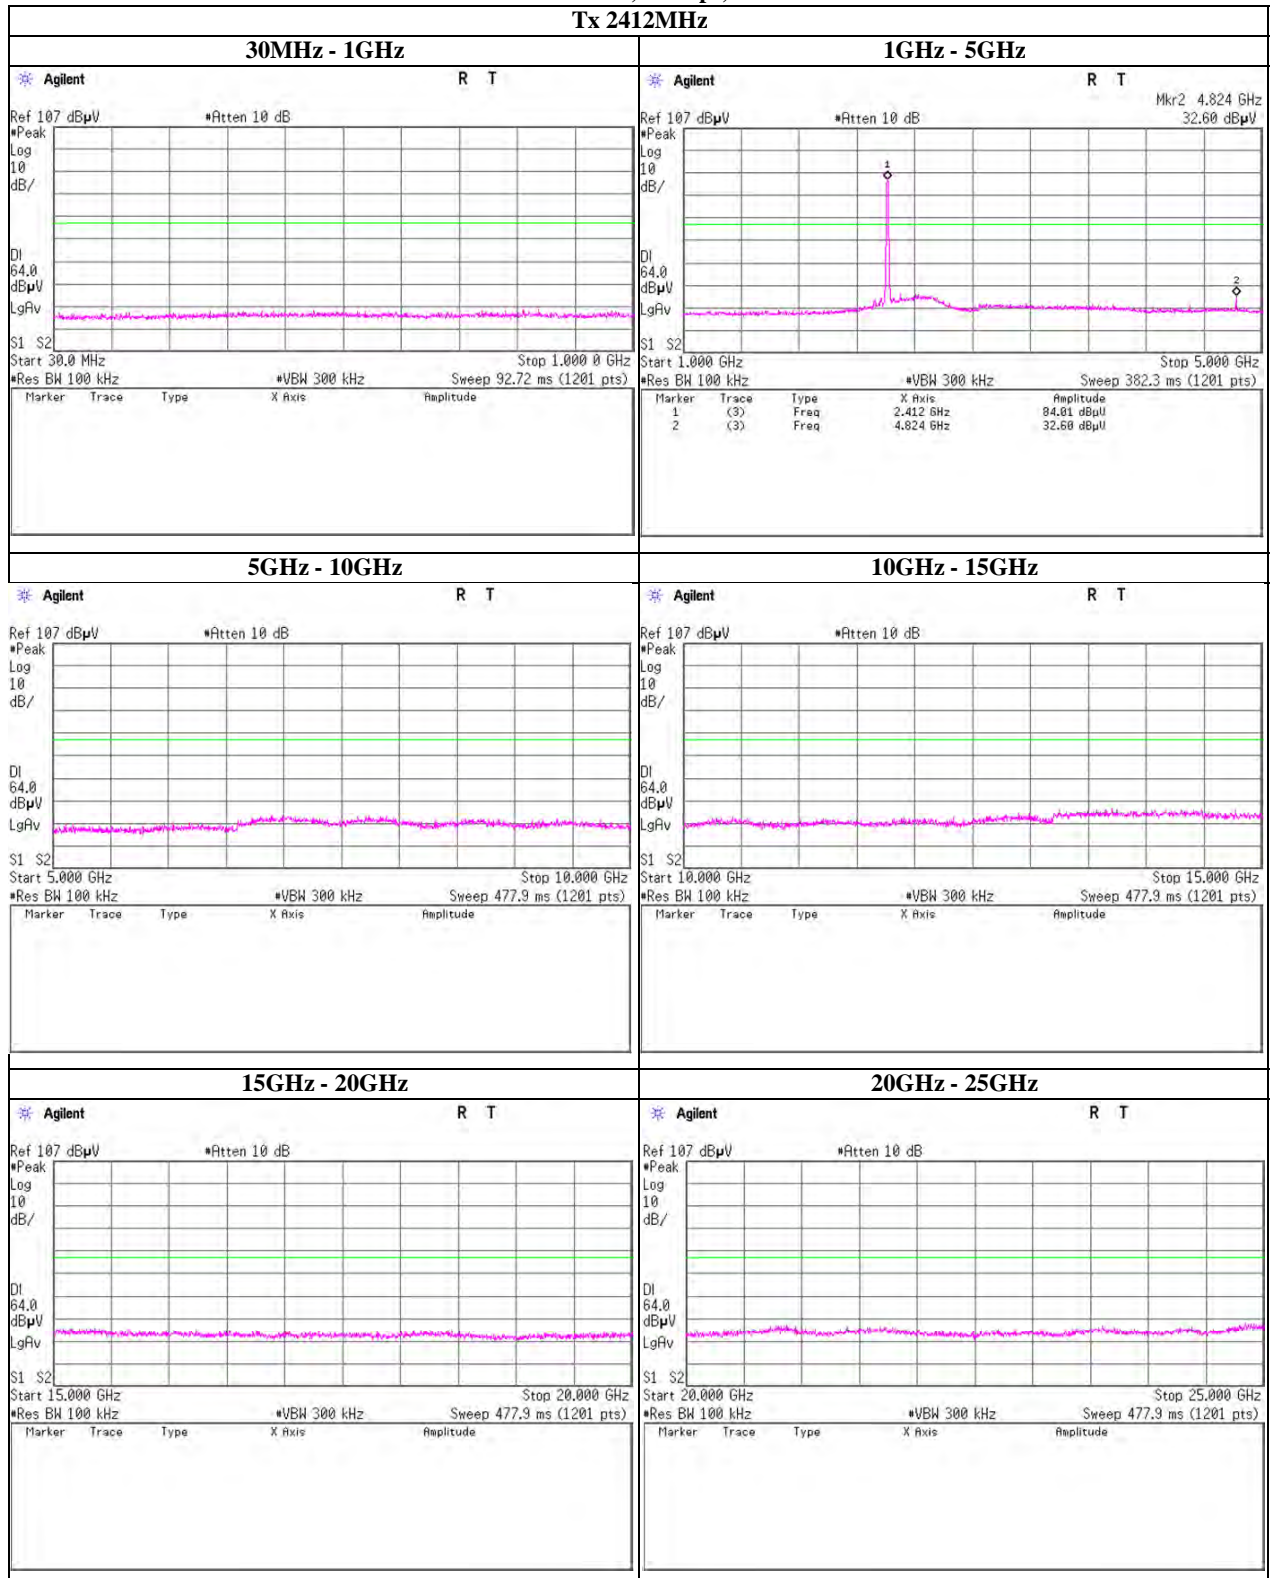 Tx 2412MHz
30MHz - 1GHz
Agilent R T
Ref 107 dBµV #Atten 10 dB
#Peak
Log
10
dB/
DI
64.0
dBµV
LgAv
S1 S2
Start 30.0 MHz Stop 1.000 0 GHz
#Res BW 100 kHz #VBW 300 kHz Sweep 92.72 ms (1201 pts)
Marker Trace Type X Axis Amplitude
1GHz - 5GHz
Agilent R T
Mkr2 4.824 GHz
Ref 107 dBµV #Atten 10 dB 32.60 dBµV
#Peak
Log
10
dB/
1
DI
64.0
dBµV
2
LgAv
S1 S2
Start 1.000 GHz Stop 5.000 GHz
#Res BW 100 kHz #VBW 300 kHz Sweep 382.3 ms (1201 pts)
Marker Trace Type X Axis Amplitude
1 (3) Freq 2.412 GHz 84.01 dBµV
2 (3) Freq 4.824 GHz 32.60 dBµV
5GHz - 10GHz
Agilent R T
Ref 107 dBµV #Atten 10 dB
#Peak
Log
10
dB/
DI
64.0
dBµV
LgAv
S1 S2
Start 5.000 GHz Stop 10.000 GHz
#Res BW 100 kHz #VBW 300 kHz Sweep 477.9 ms (1201 pts)
Marker Trace Type X Axis Amplitude
10GHz - 15GHz
Agilent R T
Ref 107 dBµV #Atten 10 dB
#Peak
Log
10
dB/
DI
64.0
dBµV
LgAv
S1 S2
Start 10.000 GHz Stop 15.000 GHz
#Res BW 100 kHz #VBW 300 kHz Sweep 477.9 ms (1201 pts)
Marker Trace Type X Axis Amplitude
15GHz - 20GHz
Agilent R T
Ref 107 dBµV #Atten 10 dB
#Peak
Log
10
dB/
DI
64.0
dBµV
LgAv
S1 S2
Start 15.000 GHz Stop 20.000 GHz
#Res BW 100 kHz #VBW 300 kHz Sweep 477.9 ms (1201 pts)
Marker Trace Type X Axis Amplitude
20GHz - 25GHz
Agilent R T
Ref 107 dBµV #Atten 10 dB
#Peak
Log
10
dB/
DI
64.0
dBµV
LgAv
S1 S2
Start 20.000 GHz Stop 25.000 GHz
#Res BW 100 kHz #VBW 300 kHz Sweep 477.9 ms (1201 pts)
Marker Trace Type X Axis Amplitude